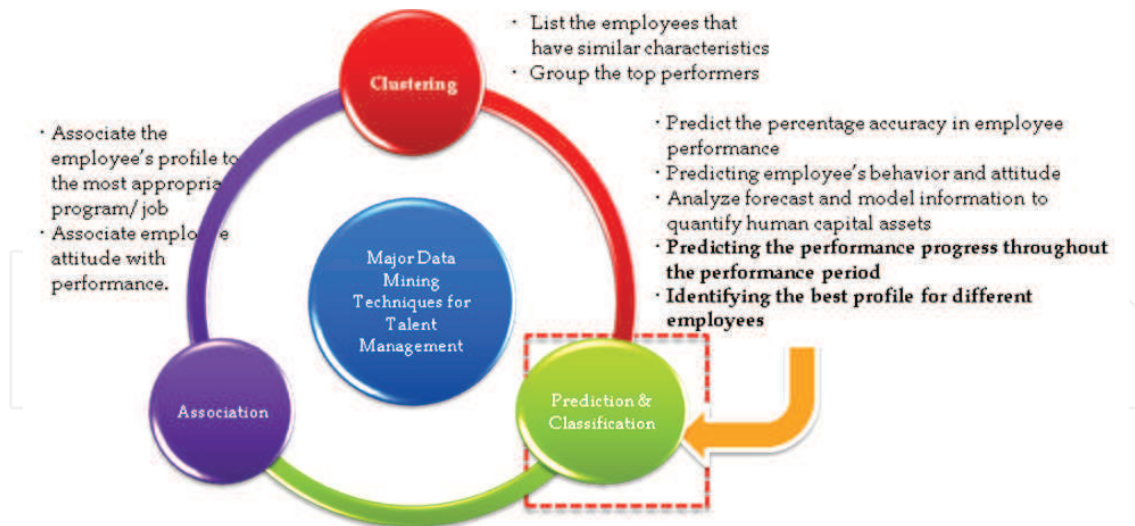 Clustering
· List the employees that
have similar characteristics
· Group the top performers
· Associate the
employee's profile to
the most appropria
program/ job
· Associate employee
attitude with
performance.
· Predict the percentage accuracy in employee
performance
· Predicting employee's behavior and attitude
· Analyze forecast and model information to
quantify human capital assets
· Predicting the performance progress throughout
the performance period
· Identifying the best profile for different
employees
Major Data
Mining
Techniques for
Talent
Management
Association
Prediction &
Classification